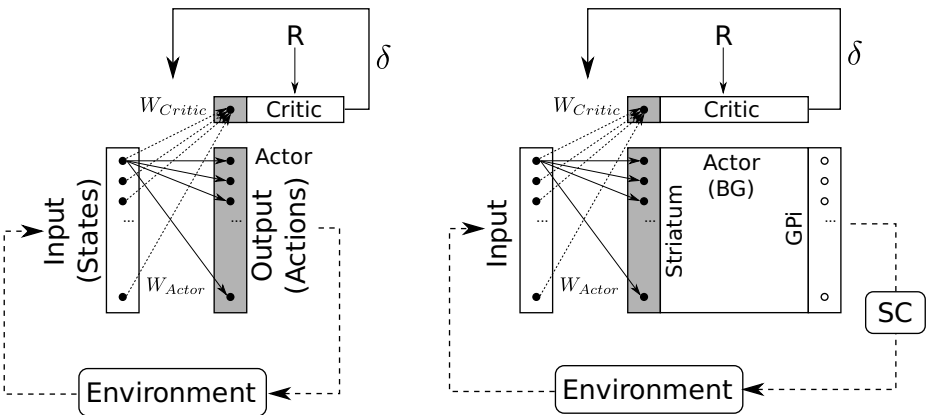 R
δ
W_Critic
Critic
Actor
Input
(States)
...
...
Output
(Actions)
W_Actor
Environment
R
δ
W_Critic
Critic
Actor
(BG)
Input
...
...
Striatum
GPi
...
W_Actor
SC
Environment